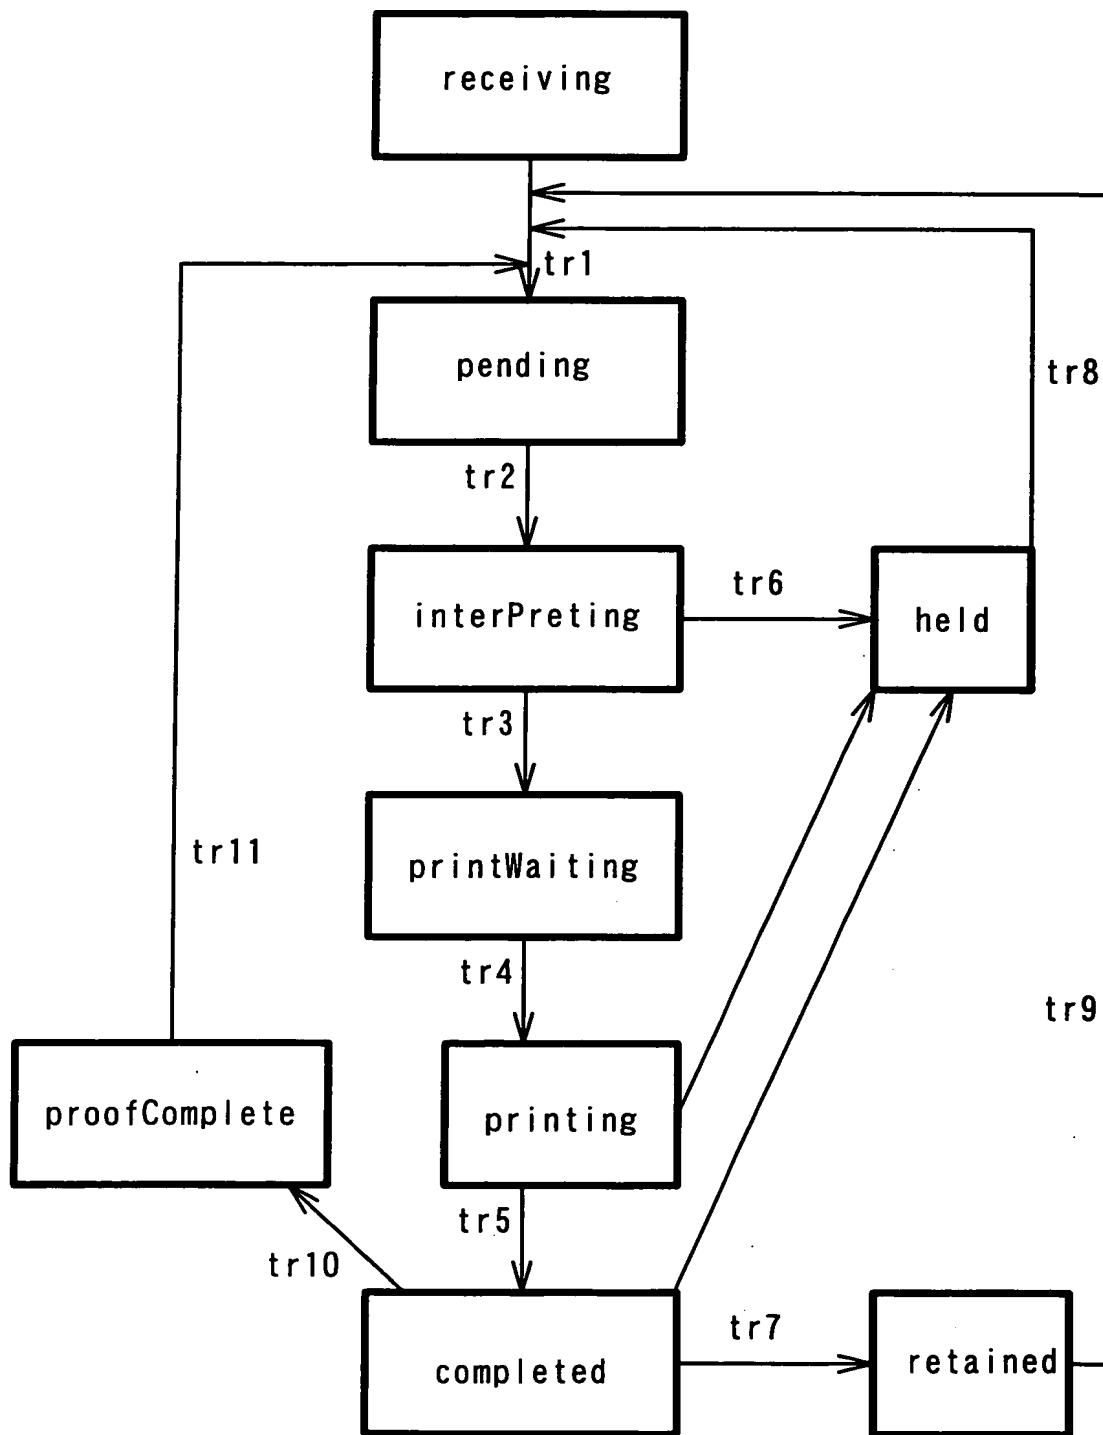 receiving
tr1
pending
tr8
tr2
interPreting
tr6
held
tr3
printWaiting
tr11
tr4
tr9
proofComplete
printing
tr5
tr10
tr7
completed
retained